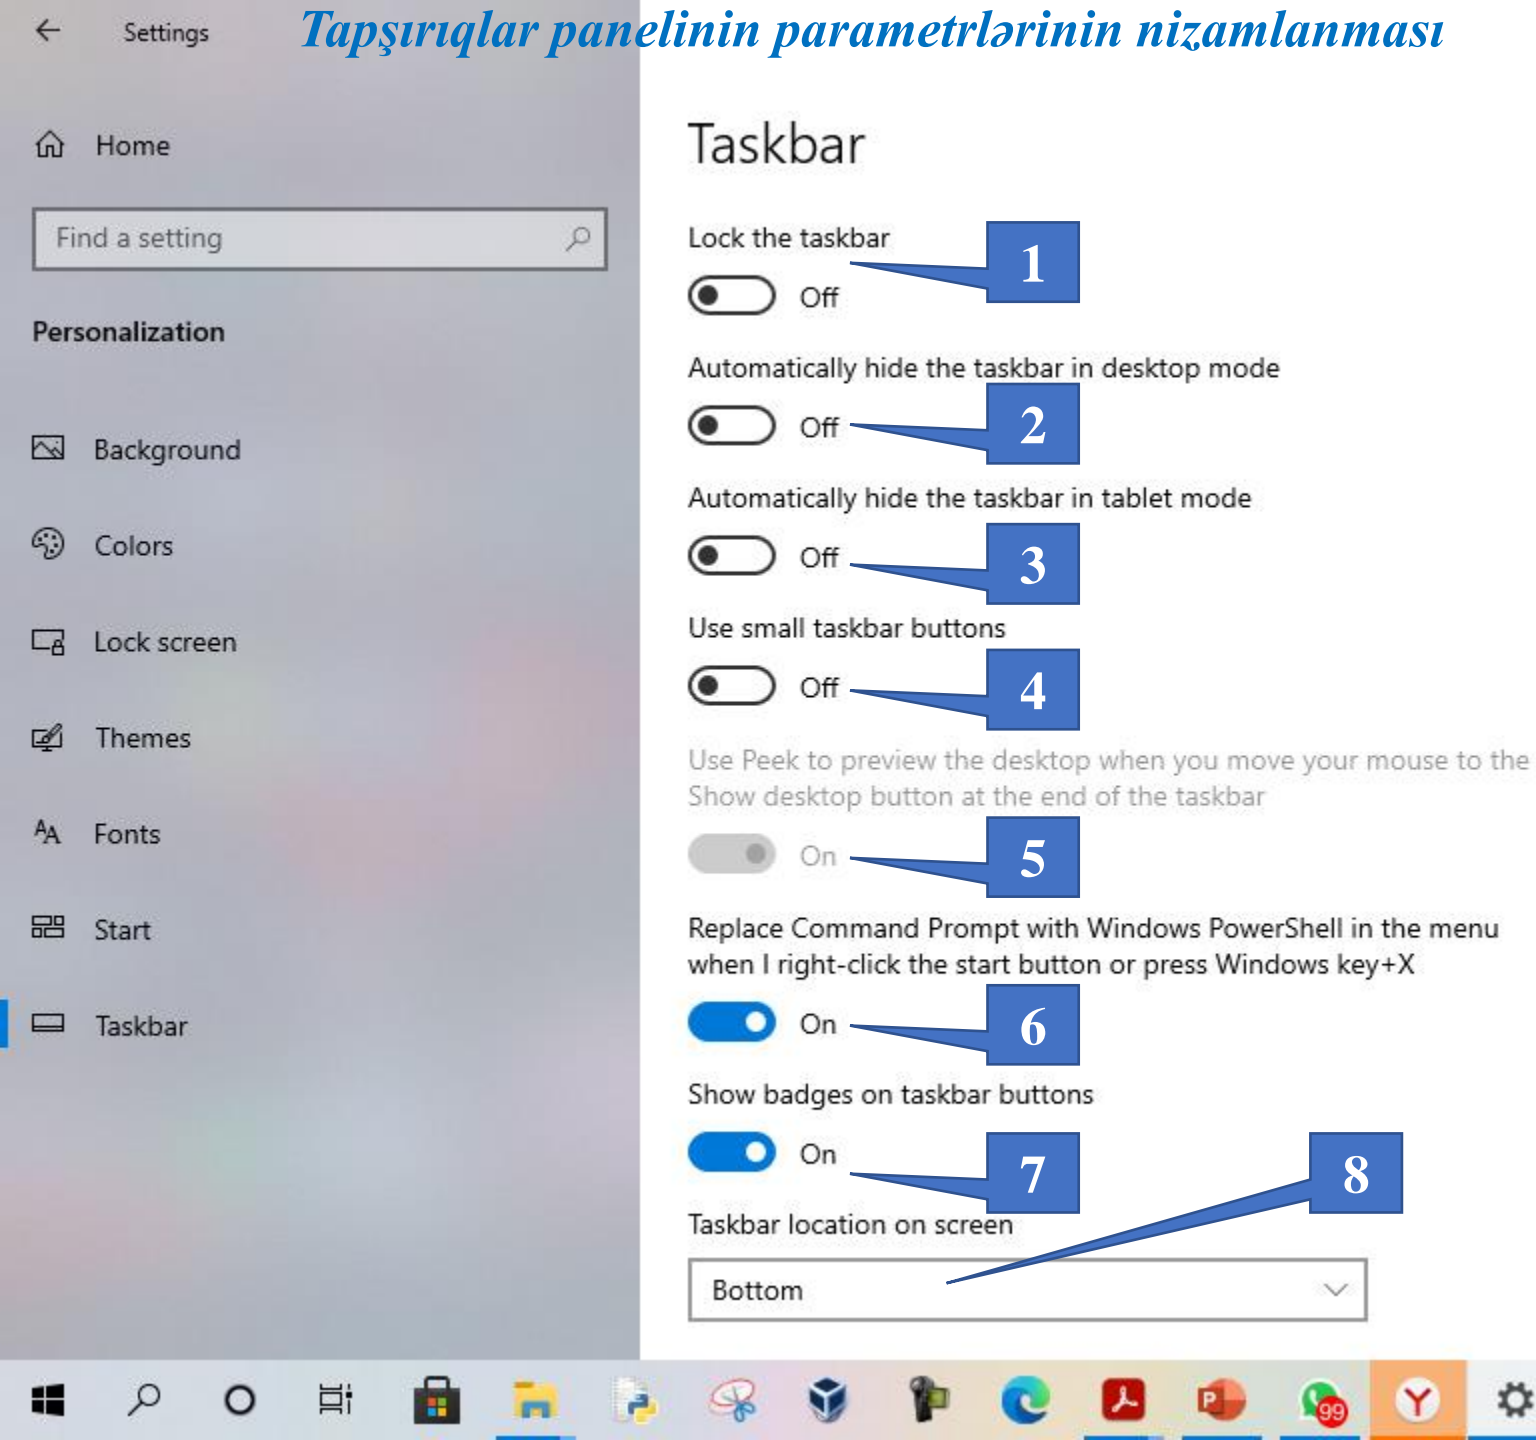 Settings
Tapşırıqlar panelinin parametrlərinin nizamlanması
Home
Find a setting
Personalization
Background
Colors
Lock screen
Themes
Fonts
Start
Taskbar
Taskbar
Lock the taskbar
1
Off
Automatically hide the taskbar in desktop mode
2
Off
Automatically hide the taskbar in tablet mode
3
Off
Use small taskbar buttons
4
Off
Use Peek to preview the desktop when you move your mouse to the
Show desktop button at the end of the taskbar
5
On
Replace Command Prompt with Windows PowerShell in the menu
when I right-click the start button or press Windows key+X
6
On
Show badges on taskbar buttons
7
On
8
Taskbar location on screen
Bottom
P
99
Y